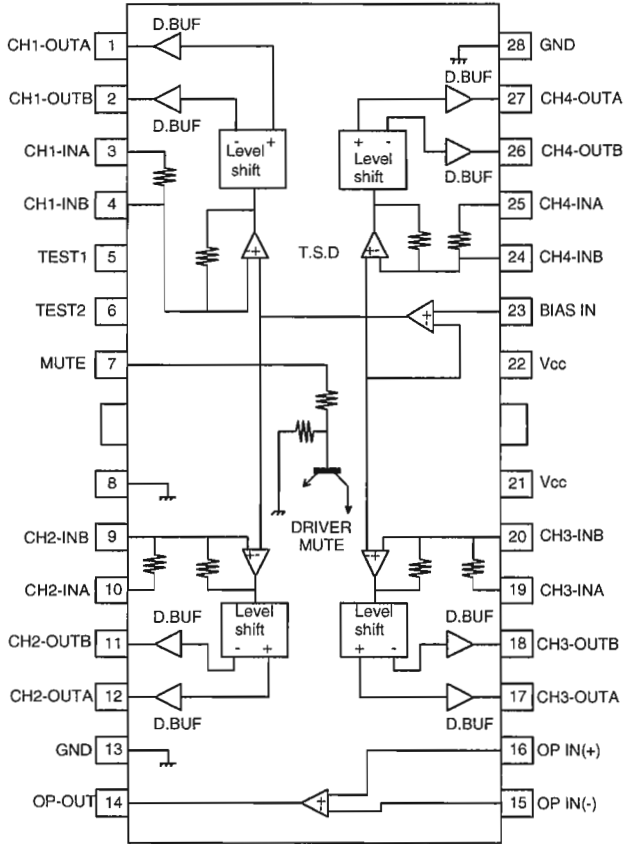 D.BUF
CH1-OUTA 1
28 GND
D.BUF
CH1-OUTB 2
27 CH4-OUTA
D.BUF
- +
Level
shift
+ -
Level
shift
CH1-INA 3
26 CH4-OUTB
D.BUF
CH1-INB 4
25 CH4-INA
T.S.D
-+
+-
TEST1 5
24 CH4-INB
TEST2 6
+
-
23 BIAS IN
MUTE 7
22 Vcc
8
21 Vcc
DRIVER
MUTE
CH2-INB 9
20 CH3-INB
+-
+-
CH2-INA 10
19 CH3-INA
D.BUF
Level
shift
- +
Level
shift
+ -
D.BUF
CH2-OUTB 11
18 CH3-OUTB
CH2-OUTA 12
17 CH3-OUTA
D.BUF
D.BUF
GND 13
16 OP IN(+)
OP-OUT 14
+
-
15 OP IN(-)